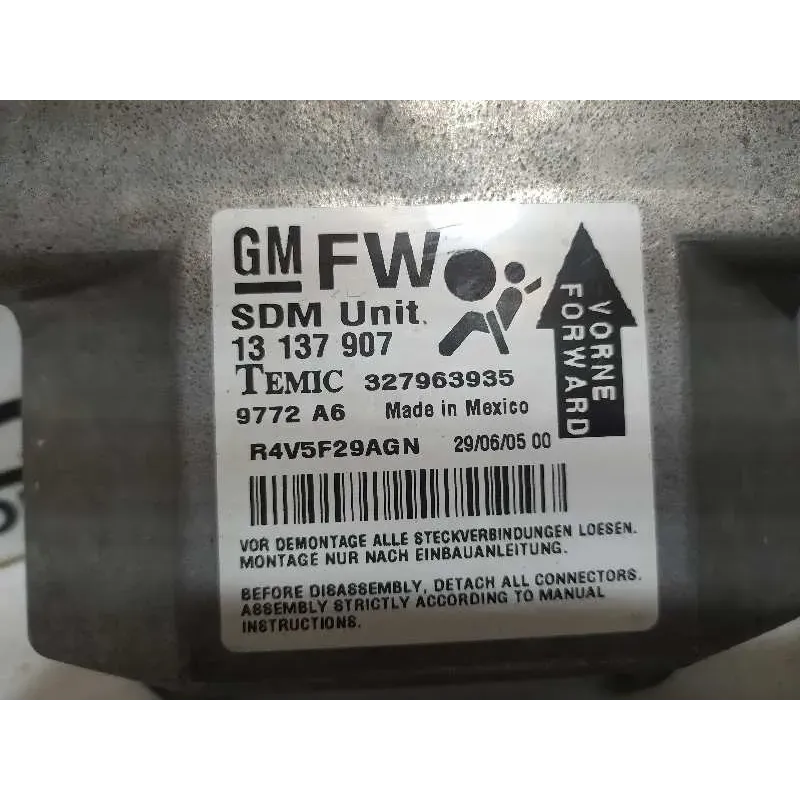 GM FW
SDM Unit.
13 137 907
TEMIC 327963935
9772 A6 Made in Mexico
R4V5F29AGN 29/06/05 00
VORNE
FORWARD
VOR DEMONTAGE ALLE STECKVERBINDUNGEN LOESEN.
MONTAGE NUR NACH EINBAUANLEITUNG.
BEFORE DISASSEMBLY, DETACH ALL CONNECTORS.
ASSEMBLY STRICTLY ACCORDING TO MANUAL
INSTRUCTIONS.